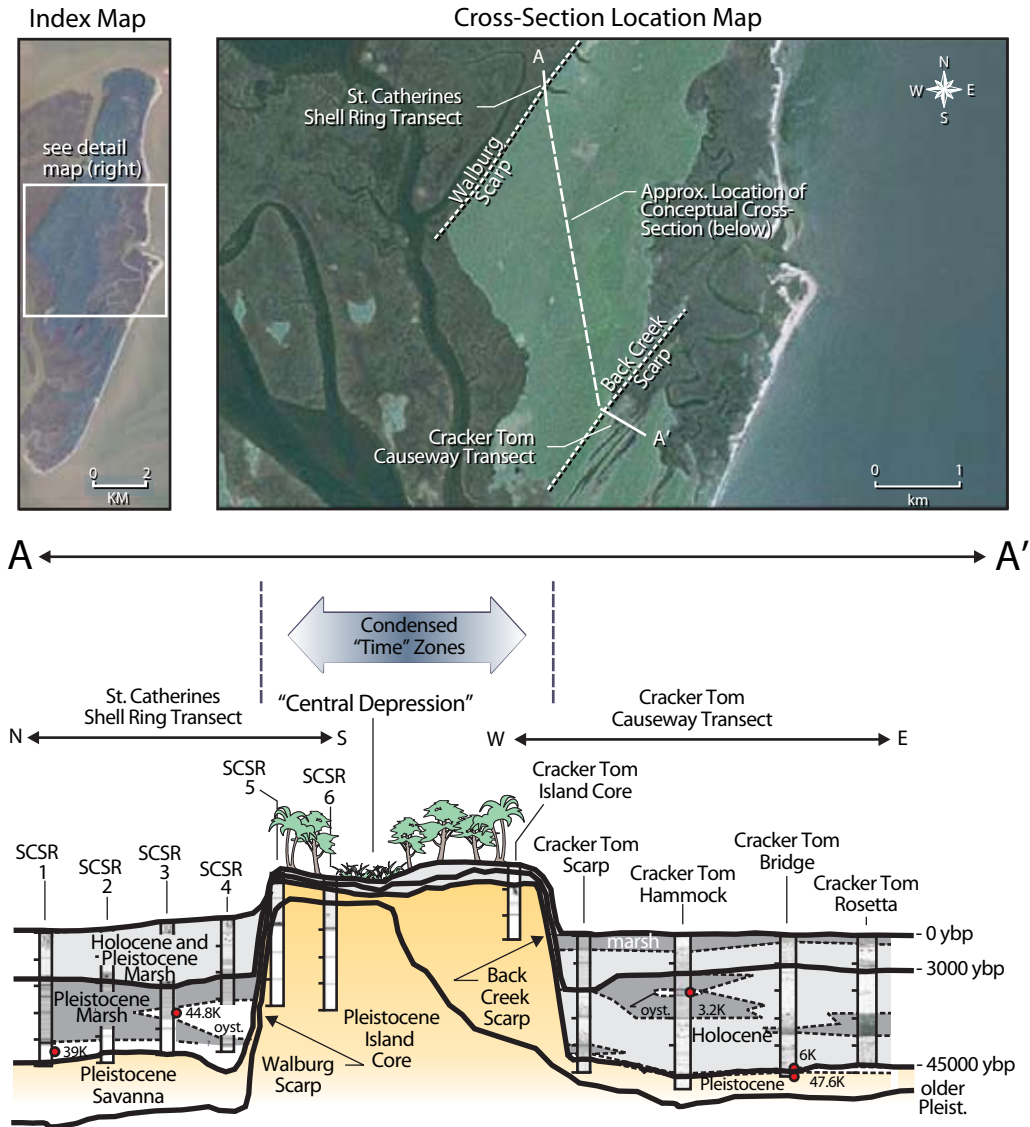 Index Map
Cross-Section Location Map
see detail
map (right)
0 2
KM
A
St. Catherines
Shell Ring Transect
Walburg
Scarp
N
W E
S
Approx. Location of
Conceptual Cross-
Section (below)
Back Creek
Scarp
Cracker Tom
Causeway Transect
A'
0 1
km
A
A'
Condensed
"Time" Zones
St. Catherines
Shell Ring Transect
"Central Depression"
Cracker Tom
Causeway Transect
N S
W E
SCSR
1
SCSR
2
SCSR
3
SCSR
4
SCSR
5
SCSR
6
Cracker Tom
Island Core
Cracker Tom
Scarp
Cracker Tom
Hammock
Cracker Tom
Bridge
Cracker Tom
Rosetta
Holocene and
Pleistocene
Marsh
Pleistocene
Marsh
44.8K
oyst.
39K
Pleistocene
Savanna
Walburg
Scarp
Pleistocene
Island
Core
Back
Creek
Scarp
marsh
oyst.
3.2K
Holocene
6K
Pleistocene
47.6K
- 0 ybp
- 3000 ybp
- 45000 ybp
older
Pleist.